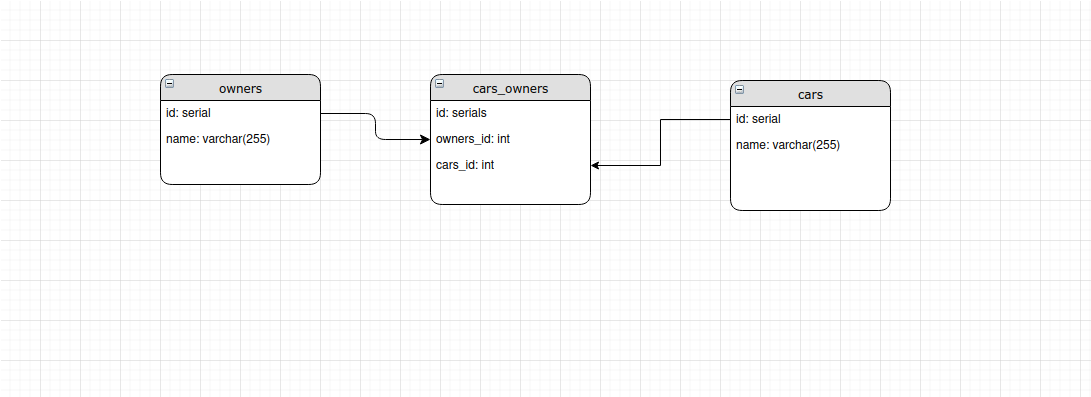 owners
id: serial
name: varchar(255)
cars_owners
id: serials
owners_id: int
cars_id: int
cars
id: serial
name: varchar(255)